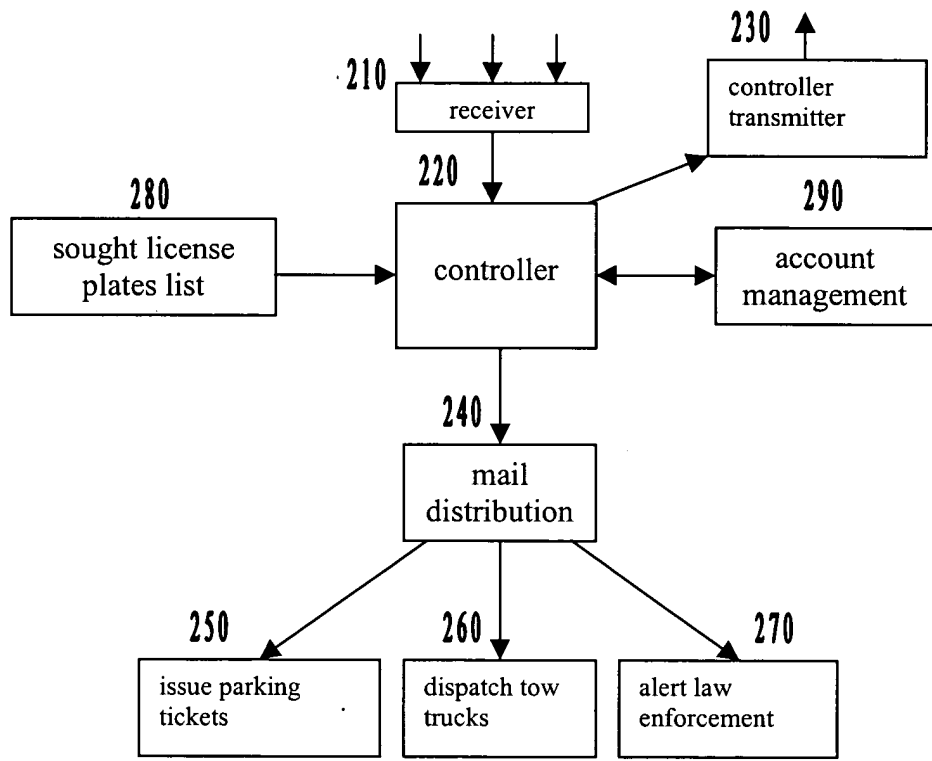 230
210
controller
transmitter
receiver
220
280
290
sought license
plates list
controller
account
management
240
mail
distribution
250
260
270
issue parking
tickets
dispatch tow
trucks
alert law
enforcement